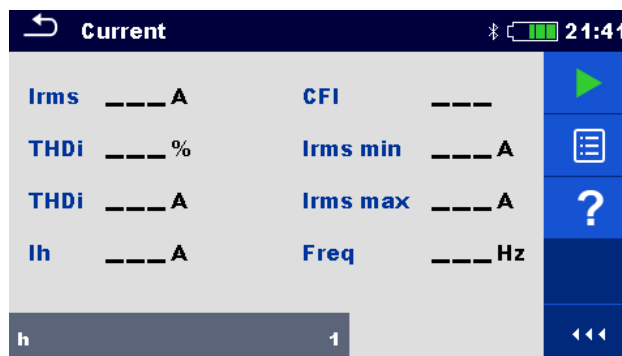 Current 21:41
Irms ___A CFI ___
THDi ___% Irms min ___A
THDi ___A Irms max ___A
Ih ___A Freq ___Hz
?
h 1